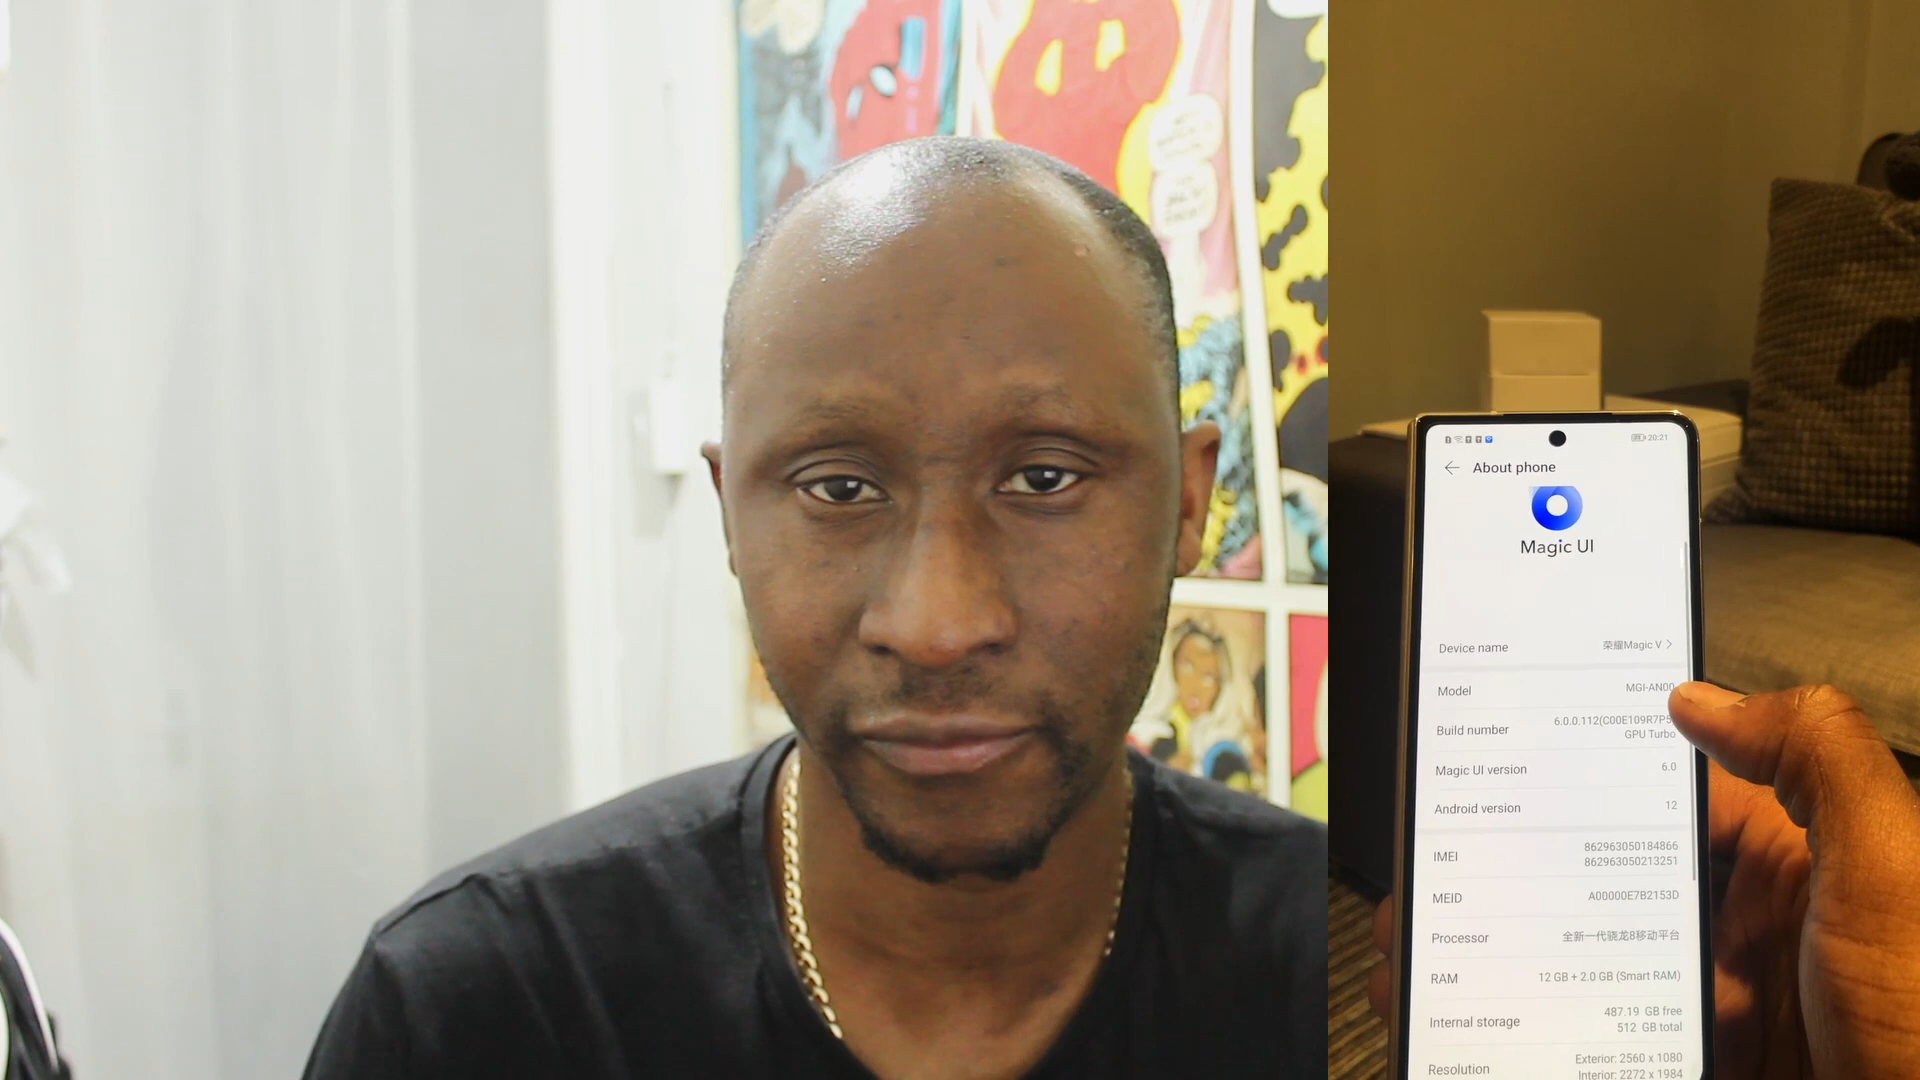 20:21
About phone
Magic UI
Device name 荣耀Magic V
Model MGI-AN00
Build number 6.0.0.112(C00E109R7P5
GPU Turbo
Magic UI version 6.0
Android version 12
IMEI 862963050184866
862963050213251
MEID A00000E7B2153D
Processor 全新一代骁龙8移动平台
RAM 12 GB + 2.0 GB (Smart RAM)
Internal storage 487.19 GB free
512 GB total
Resolution Exterior: 2560 x 1080
Interior: 2272 x 1984